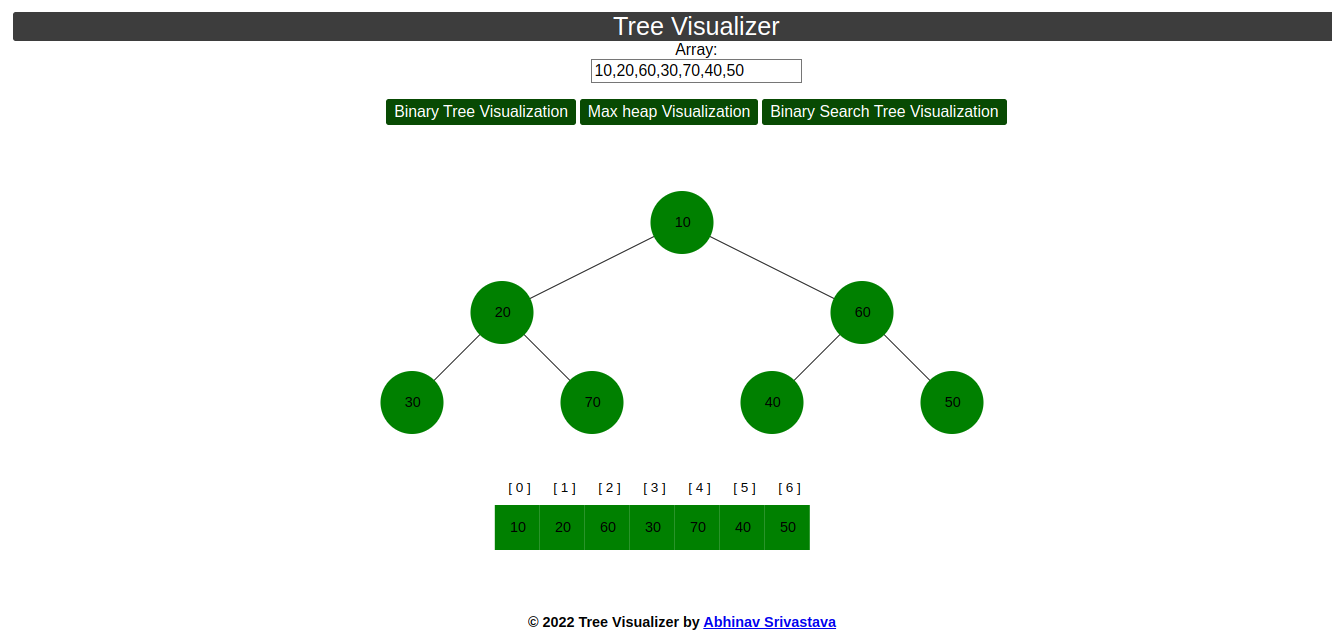 Tree Visualizer
Array:
10,20,60,30,70,40,50
Binary Tree Visualization Max heap Visualization Binary Search Tree Visualization
10
20 60
30 70 40 50
[ 0 ] [ 1 ] [ 2 ] [ 3 ] [ 4 ] [ 5 ] [ 6 ]
10 20 60 30 70 40 50
© 2022 Tree Visualizer by Abhinav Srivastava